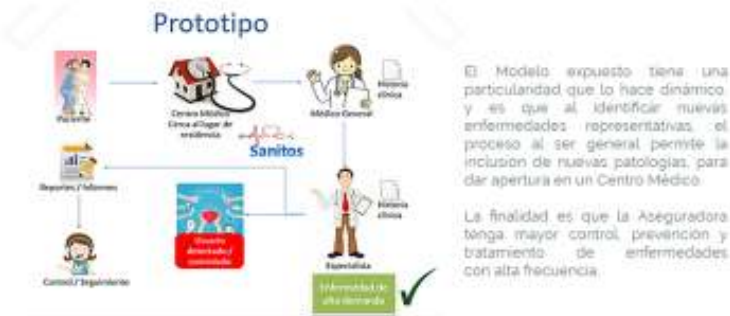 Prototipo
Paciente
Centro Médico
Cerca al lugar de
residencia
Médico General
Historia
clínica
Sanitos
Reportes / Informes
Historia
clínica
Control / Seguimiento
Especialista
Enfermedad de
alta demanda
El Modelo expuesto tiene una
particularidad que lo hace dinámico
y es que al identificar nuevas
enfermedades representativas, el
proceso al ser general permite la
inclusión de nuevas patologías, para
dar apertura en un Centro Médico.
La finalidad es que la Aseguradora
tenga mayor control, prevención y
tratamiento de enfermedades
con alta frecuencia.